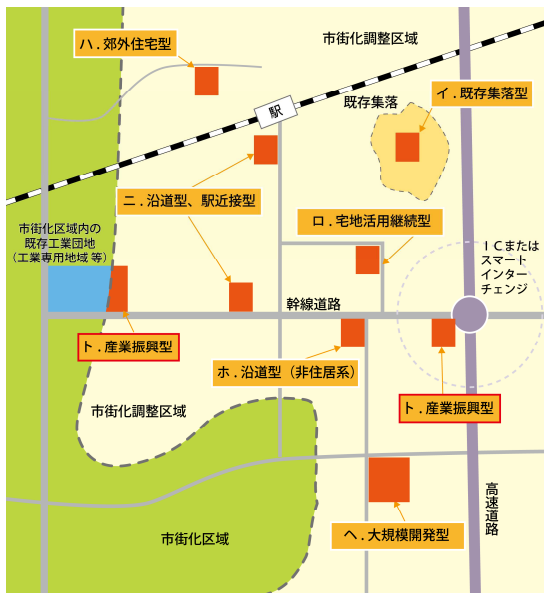 ハ．郊外住宅型
市街化調整区域
駅
既存集落
イ．既存集落型
ニ．沿道型、駅近接型
ロ．宅地活用継続型
市街化区域内の
既存工業団地
（工業専用地域 等）
ＩＣまたは
スマート
インター
チェンジ
幹線道路
ト．産業振興型
ホ．沿道型（非住居系）
ト．産業振興型
市街化調整区域
高速道路
ヘ．大規模開発型
市街化区域